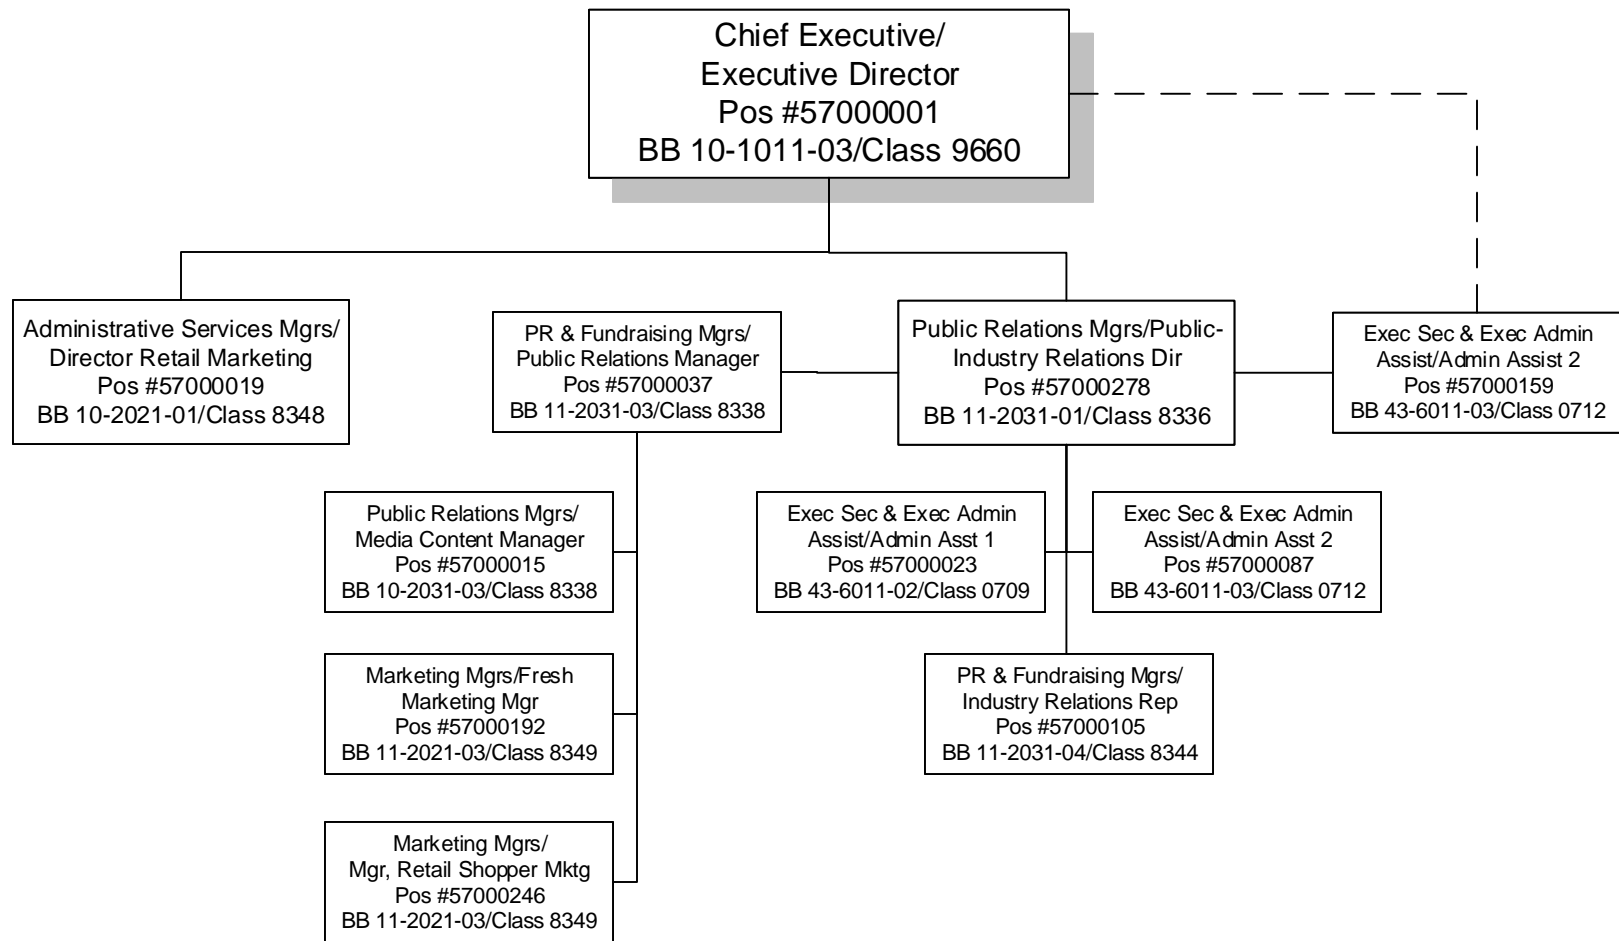 Chief Executive/
Executive Director
Pos #57000001
BB 10-1011-03/Class 9660
Administrative Services Mgrs/
Director Retail Marketing
Pos #57000019
BB 10-2021-01/Class 8348
PR & Fundraising Mgrs/
Public Relations Manager
Pos #57000037
BB 11-2031-03/Class 8338
Public Relations Mgrs/Public-
Industry Relations Dir
Pos #57000278
BB 11-2031-01/Class 8336
Exec Sec & Exec Admin
Assist/Admin Assist 2
Pos #57000159
BB 43-6011-03/Class 0712
Public Relations Mgrs/
Media Content Manager
Pos #57000015
BB 10-2031-03/Class 8338
Exec Sec & Exec Admin
Assist/Admin Asst 1
Pos #57000023
BB 43-6011-02/Class 0709
Exec Sec & Exec Admin
Assist/Admin Asst 2
Pos #57000087
BB 43-6011-03/Class 0712
Marketing Mgrs/Fresh
Marketing Mgr
Pos #57000192
BB 11-2021-03/Class 8349
PR & Fundraising Mgrs/
Industry Relations Rep
Pos #57000105
BB 11-2031-04/Class 8344
Marketing Mgrs/
Mgr, Retail Shopper Mktg
Pos #57000246
BB 11-2021-03/Class 8349